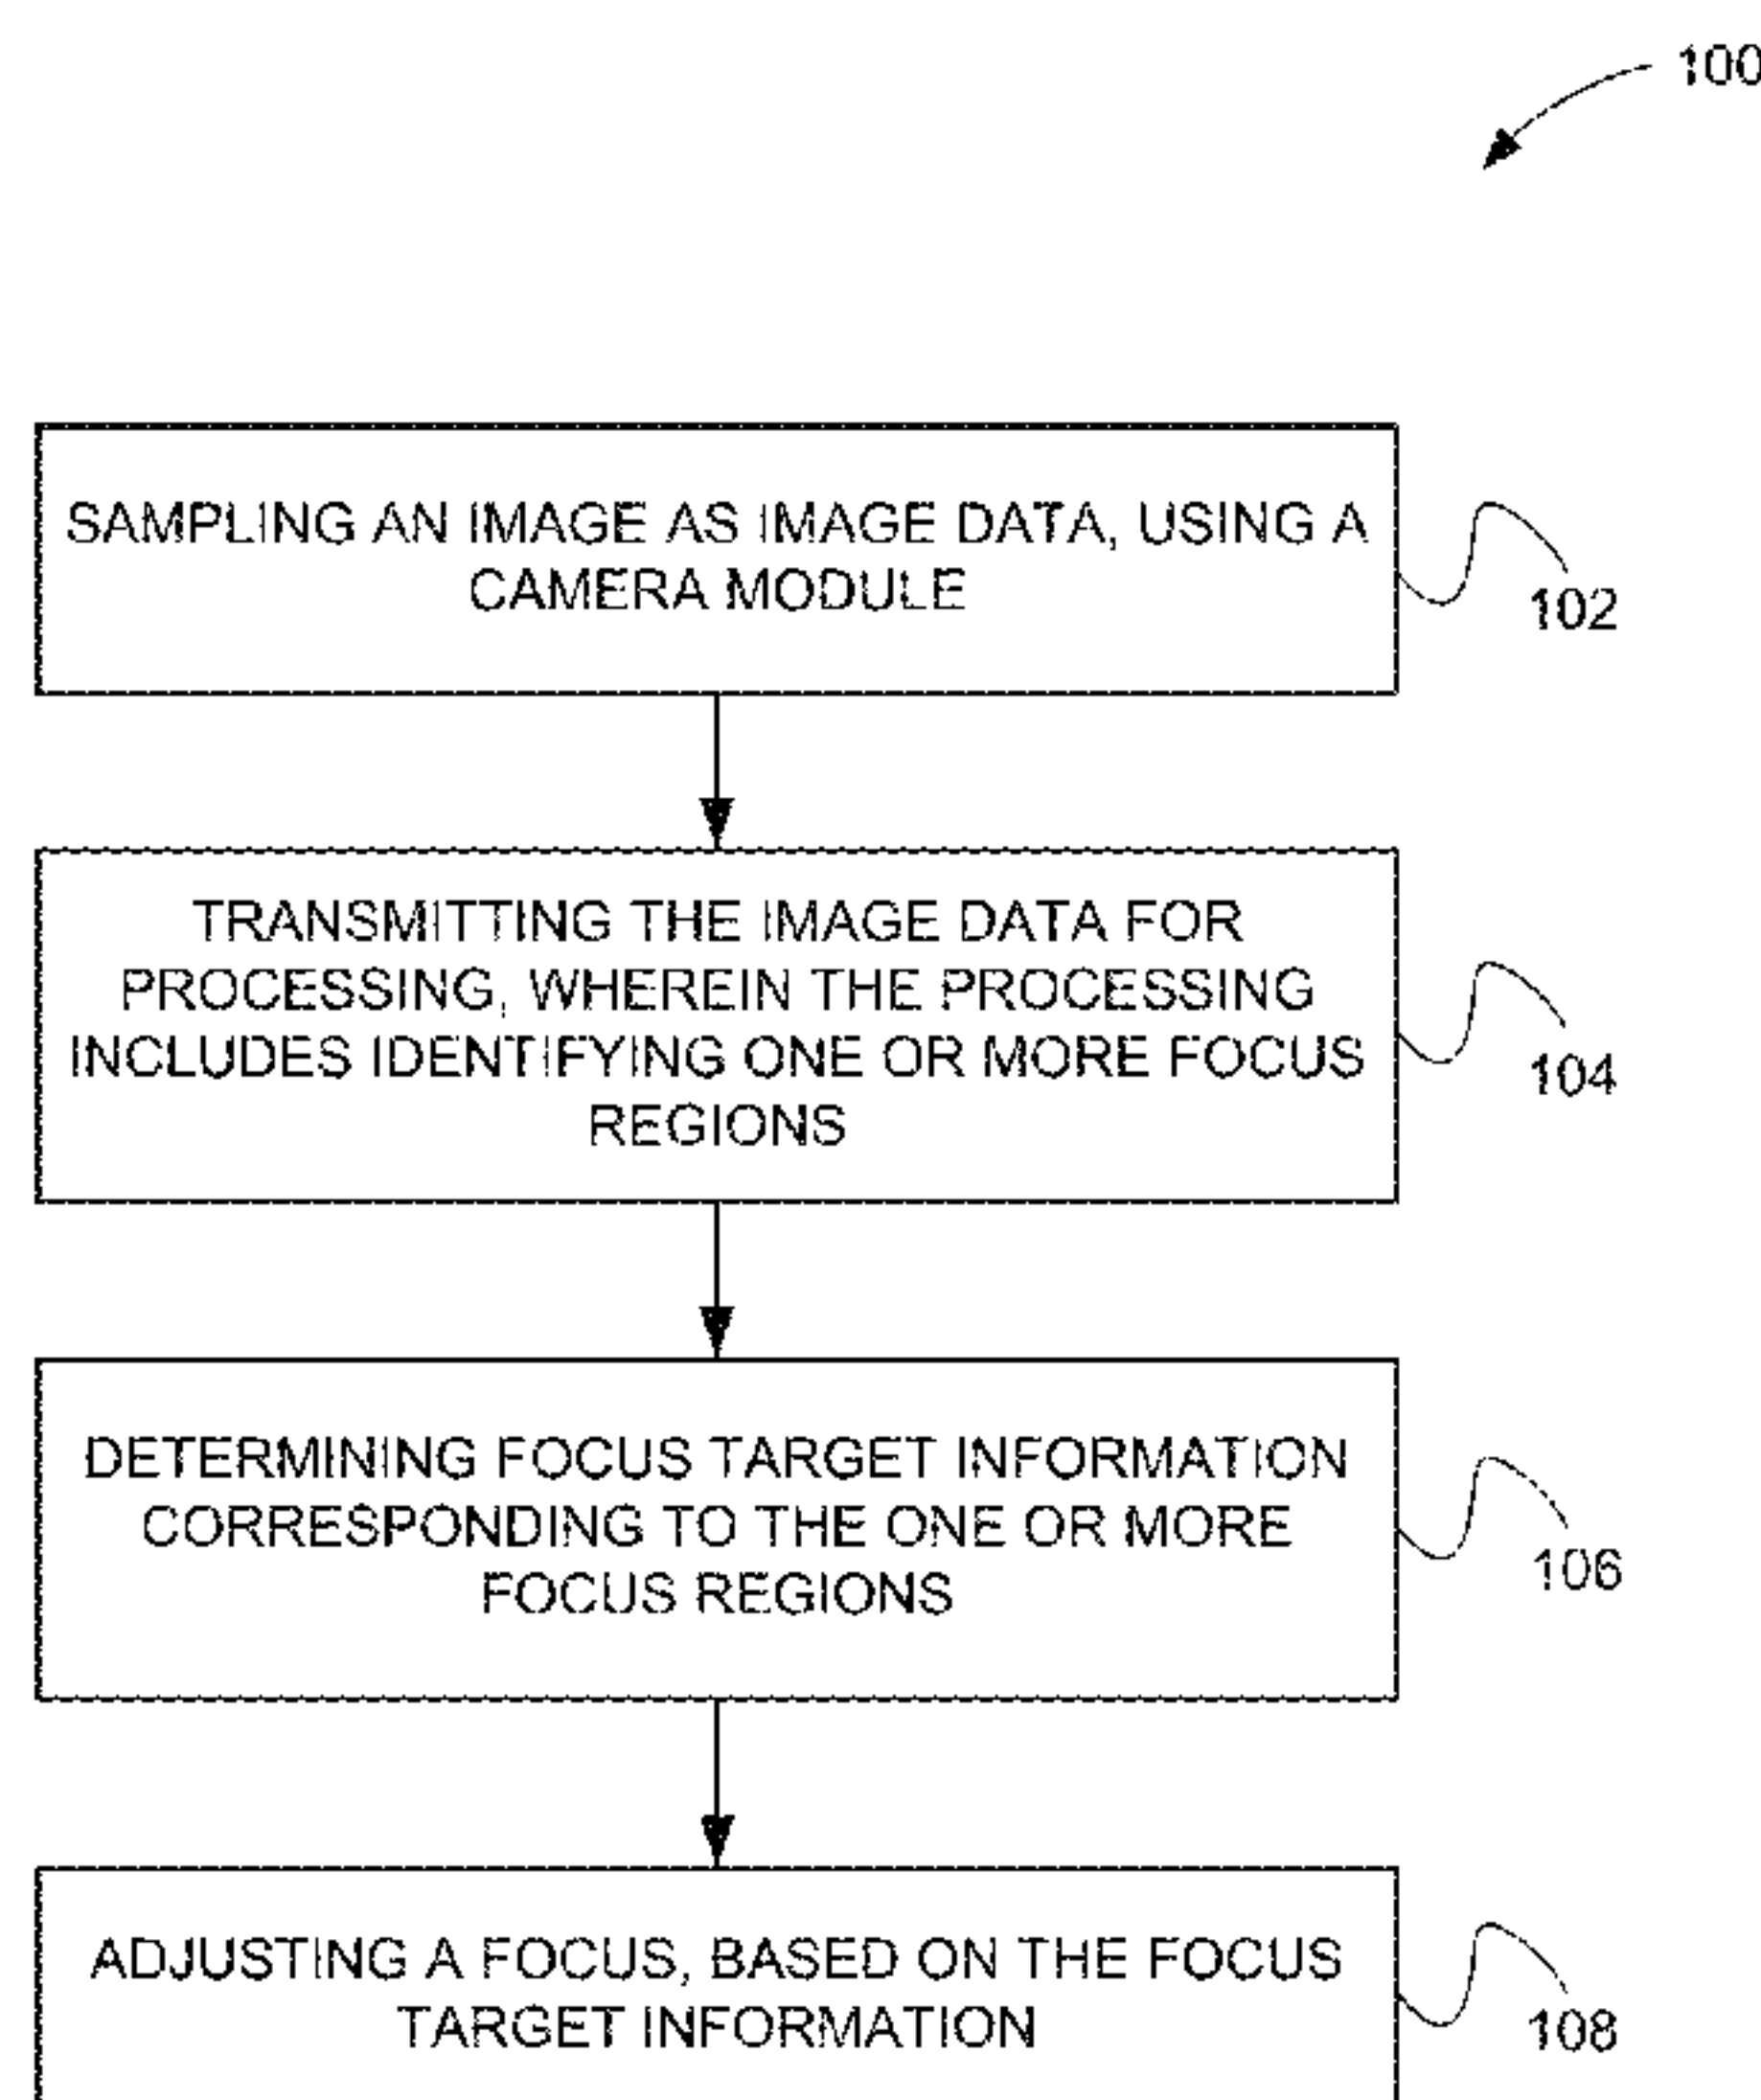 100
SAMPLING AN IMAGE AS IMAGE DATA, USING A
CAMERA MODULE
102
TRANSMITTING THE IMAGE DATA FOR
PROCESSING, WHEREIN THE PROCESSING
INCLUDES IDENTIFYING ONE OR MORE FOCUS
REGIONS
104
DETERMINING FOCUS TARGET INFORMATION
CORRESPONDING TO THE ONE OR MORE
FOCUS REGIONS
106
ADJUSTING A FOCUS, BASED ON THE FOCUS
TARGET INFORMATION
108